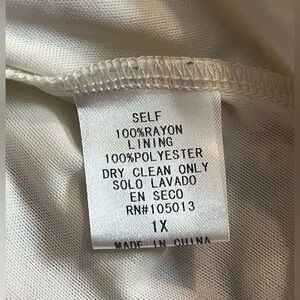 SELF
100%RAYON
LINING
100%POLYESTER
DRY CLEAN ONLY
SOLO LAVADO
EN SECO
RN#105013
1X
MADE IN CHINA